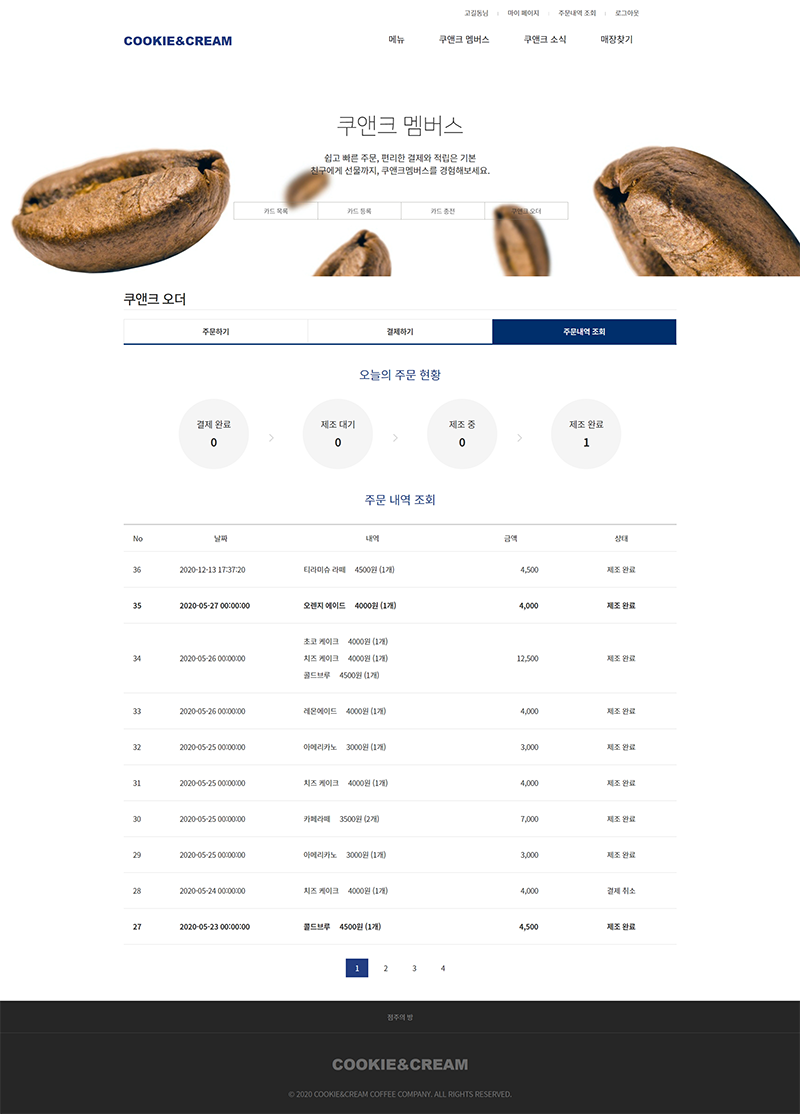 고길동님 마이 페이지 주문내역 조회 로그아웃
COOKIE&CREAM 메뉴 쿠앤크 멤버스 쿠앤크 소식 매장찾기
쿠앤크 멤버스
쉽고 빠른 주문, 편리한 결제와 적립은 기본
친구에게 선물까지, 쿠앤크멤버스를 경험해보세요.
카드 목록 카드 등록 카드 충전 쿠앤크 오더
쿠앤크 오더
주문하기 결제하기 주문내역 조회
오늘의 주문 현황
결제 완료 제조 대기 제조 중 제조 완료
0 > 0 > 0 > 1
주문 내역 조회
No 날짜 내역 금액 상태
36 2020-12-13 17:37:20 티라미슈 라떼 4500원 (1개) 4,500 제조 완료
35 2020-05-27 00:00:00 오렌지 에이드 4000원 (1개) 4,000 제조 완료
초코 케이크 4000원 (1개)
34 2020-05-26 00:00:00 치즈 케이크 4000원 (1개) 12,500 제조 완료
콜드브루 4500원 (1개)
33 2020-05-26 00:00:00 레몬에이드 4000원 (1개) 4,000 제조 완료
32 2020-05-25 00:00:00 아메리카노 3000원 (1개) 3,000 제조 완료
31 2020-05-25 00:00:00 치즈 케이크 4000원 (1개) 4,000 제조 완료
30 2020-05-25 00:00:00 카페라떼 3500원 (2개) 7,000 제조 완료
29 2020-05-25 00:00:00 아메리카노 3000원 (1개) 3,000 제조 완료
28 2020-05-24 00:00:00 치즈 케이크 4000원 (1개) 4,000 결제 취소
27 2020-05-23 00:00:00 콜드브루 4500원 (1개) 4,500 제조 완료
1 2 3 4
점주의 방
COOKIE&CREAM
© 2020 COOKIE&CREAM COFFEE COMPANY. ALL RIGHTS RESERVED.